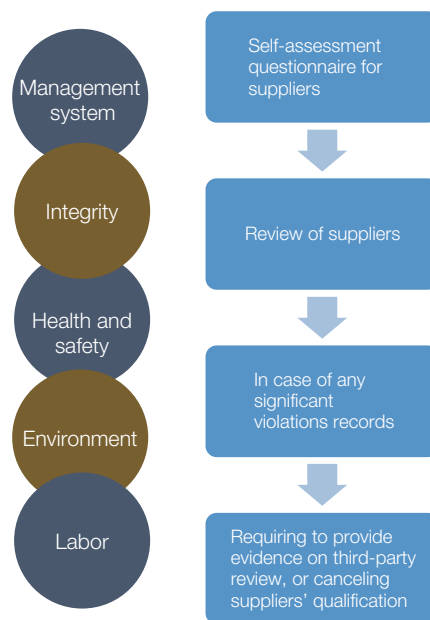 Management
system
Integrity
Health and
safety
Environment
Labor
Self-assessment
questionnaire for
suppliers
Review of suppliers
In case of any
significant
violations records
Requiring to provide
evidence on third-party
review, or canceling
suppliers’ qualification